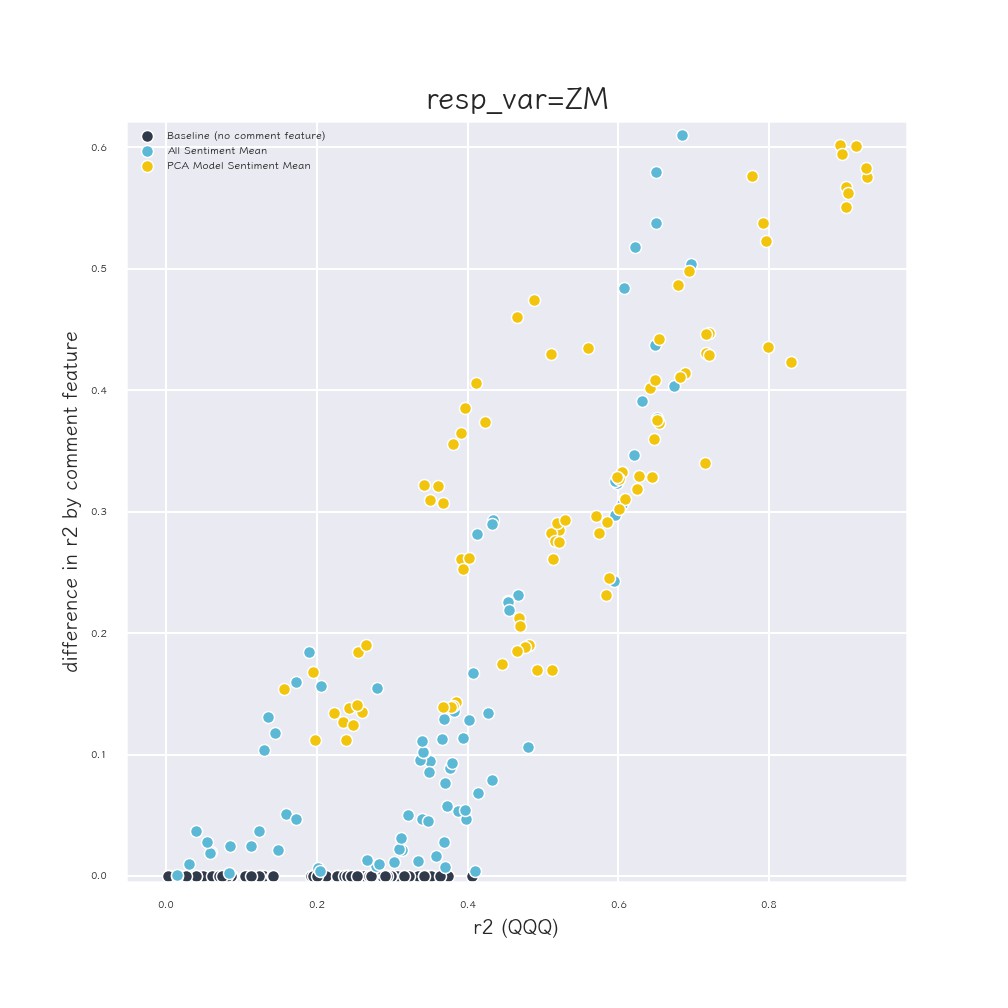 resp_var=ZM
Baseline (no comment feature)
All Sentiment Mean
PCA Model Sentiment Mean
difference in r2 by comment feature
0.6
0.5
0.4
0.3
0.2
0.1
0.0
0.0 0.2 0.4 0.6 0.8
r2 (QQQ)